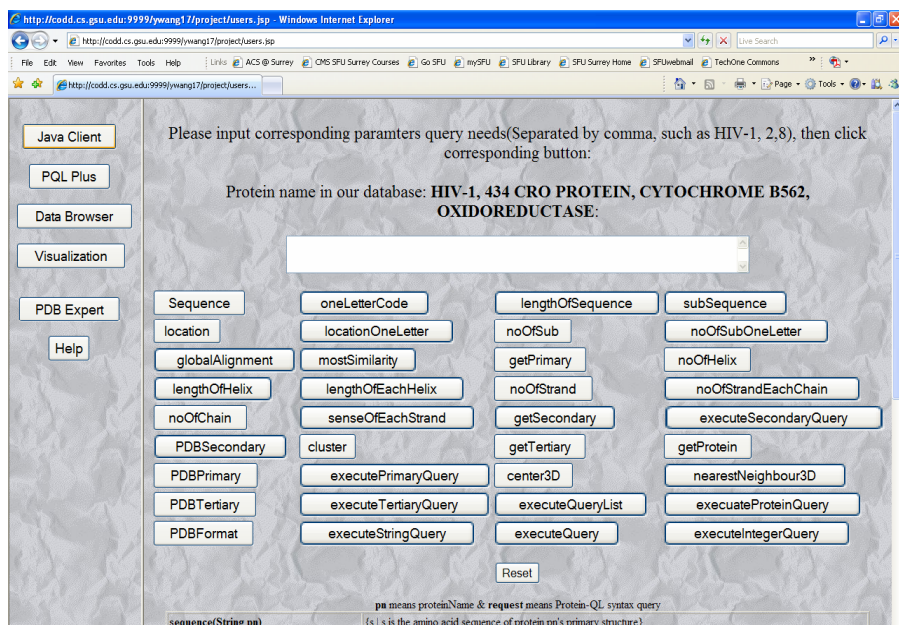 http://codd.cs.gsu.edu:9999/ywang17/project/users.jsp - Windows Internet Explorer
http://codd.cs.gsu.edu:9999/ywang17/project/users.jsp
Live Search
File Edit View Favorites Tools Help Links ACS @ Surrey CMS SFU Surrey Courses Go SFU mySFU SFU Library SFU Surrey Home SFUwebmail TechOne Commons »
http://codd.cs.gsu.edu:9999/ywang17/project/users... Page Tools »
Java Client
PQL Plus
Data Browser
Visualization
PDB Expert
Help
Please input corresponding paramters query needs(Separated by comma, such as HIV-1, 2,8), then click
corresponding button:
Protein name in our database: HIV-1, 434 CRO PROTEIN, CYTOCHROME B562,
OXIDOREDUCTASE:
Sequence oneLetterCode lengthOfSequence subSequence
location locationOneLetter noOfSub noOfSubOneLetter
globalAlignment mostSimilarity getPrimary noOfHelix
lengthOfHelix lengthOfEachHelix noOfStrand noOfStrandEachChain
noOfChain senseOfEachStrand getSecondary executeSecondaryQuery
PDBSecondary cluster getTertiary getProtein
PDBPrimary executePrimaryQuery center3D nearestNeighbour3D
PDBTertiary executeTertiaryQuery executeQueryList execuateProteinQuery
PDBFormat executeStringQuery executeQuery executeIntegerQuery
Reset
pn means proteinName & request means Protein-QL syntax query
sequence(String pn) {s | s is the amino acid sequence of protein pn's primary structure}